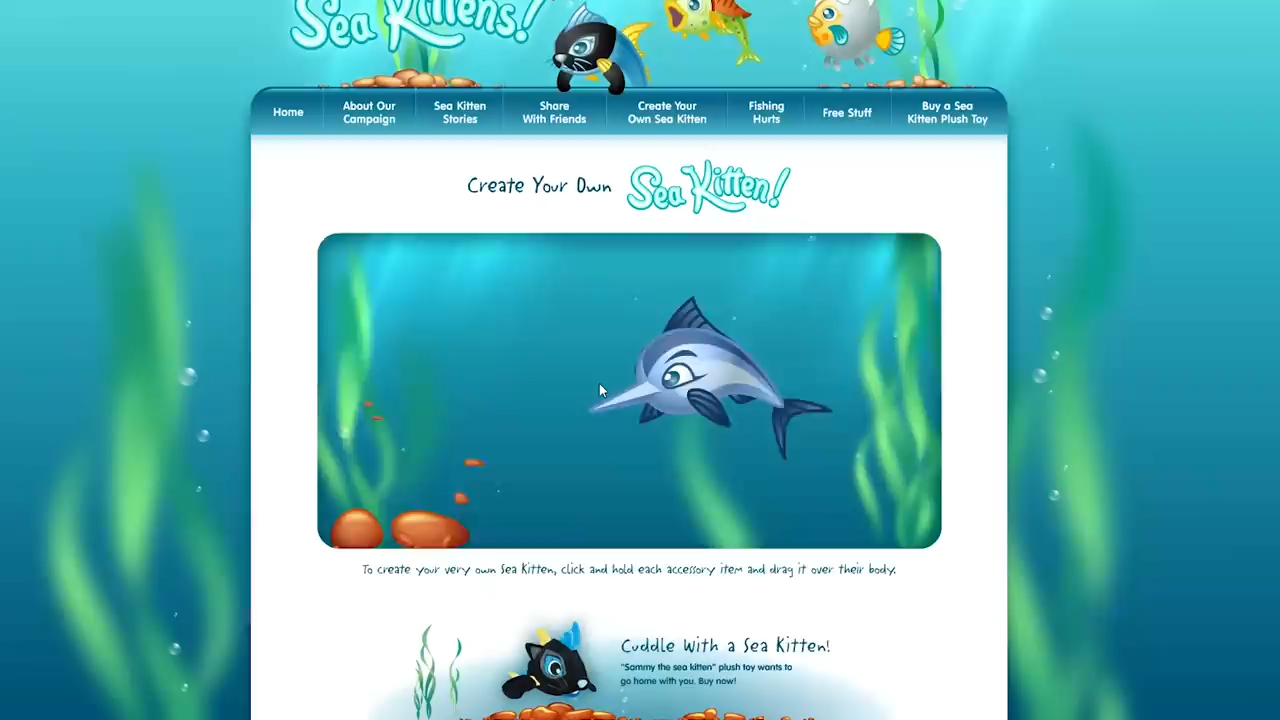 Sea Kittens!
Home
About Our
Campaign
Sea Kitten
Stories
Share
With Friends
Create Your
Own Sea Kitten
Fishing
Hurts
Free Stuff
Buy a Sea
Kitten Plush Toy
Create Your Own Sea Kitten!
To create your very own Sea Kitten, click and hold each accessory item and drag it over their body.
Cuddle With a Sea Kitten!
"Sammy the sea kitten" plush toy wants to
go home with you. Buy now!